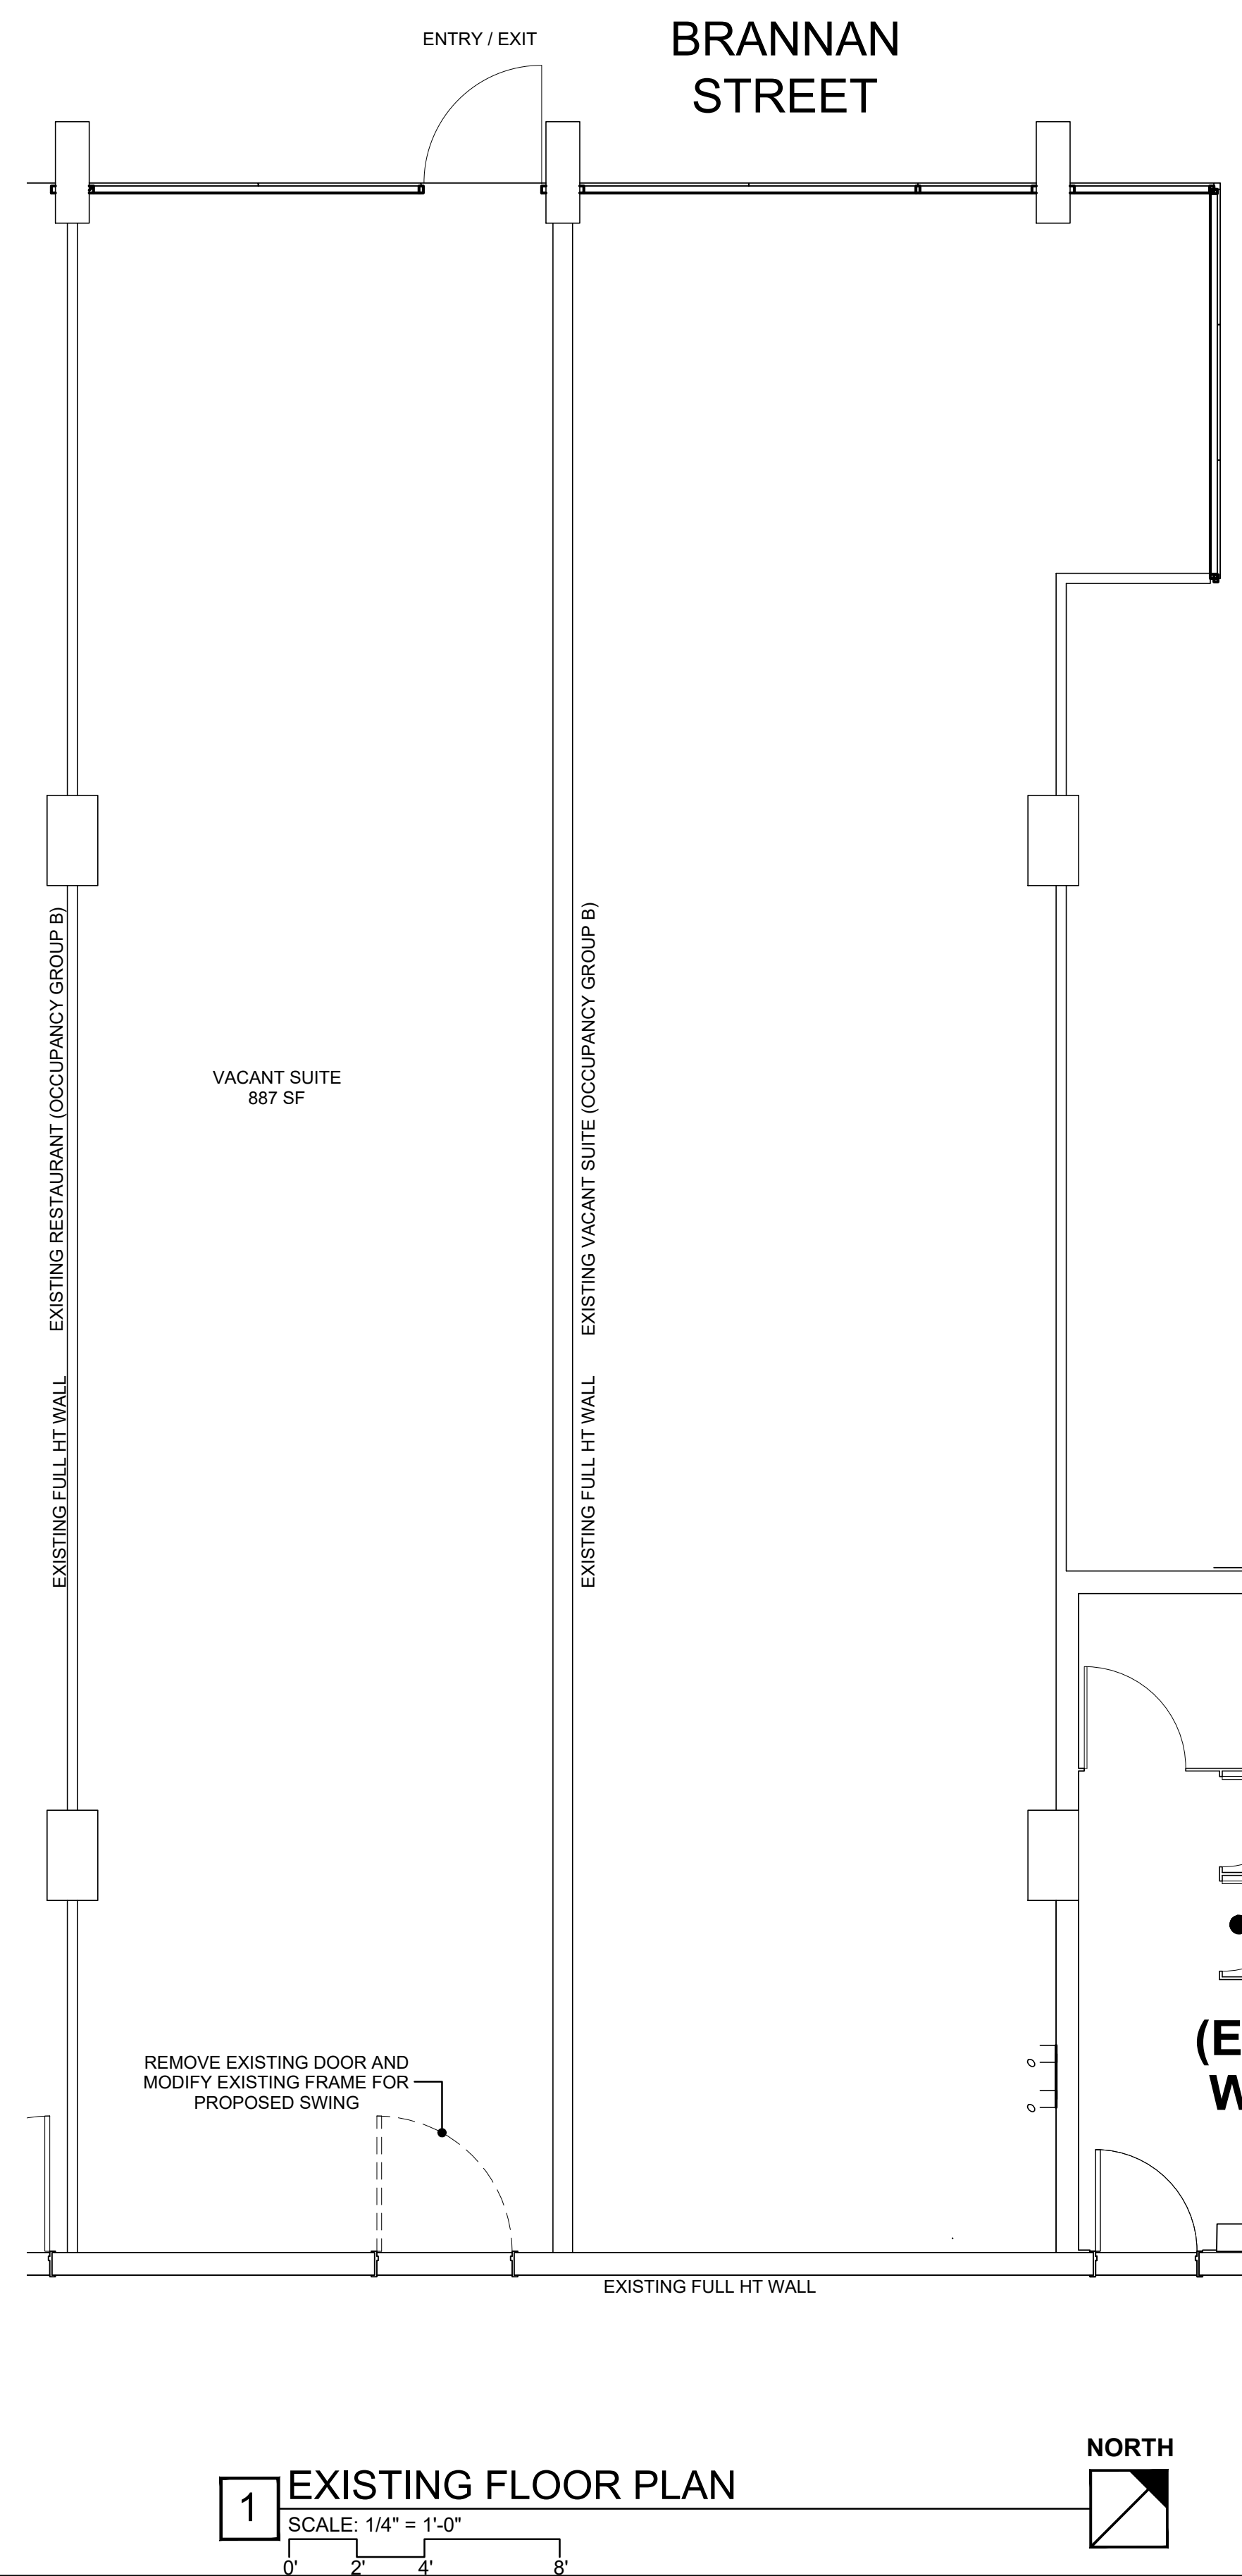 ENTRY / EXIT
BRANNAN
STREET
EXISTING RESTAURANT (OCCUPANCY GROUP B)
EXISTING FULL HT WALL
VACANT SUITE
887 SF
EXISTING VACANT SUITE (OCCUPANCY GROUP B)
EXISTING FULL HT WALL
(E
W
REMOVE EXISTING DOOR AND
MODIFY EXISTING FRAME FOR
PROPOSED SWING
EXISTING FULL HT WALL
NORTH
1
EXISTING FLOOR PLAN
SCALE: 1/4" = 1'-0"
0' 2' 4' 8'